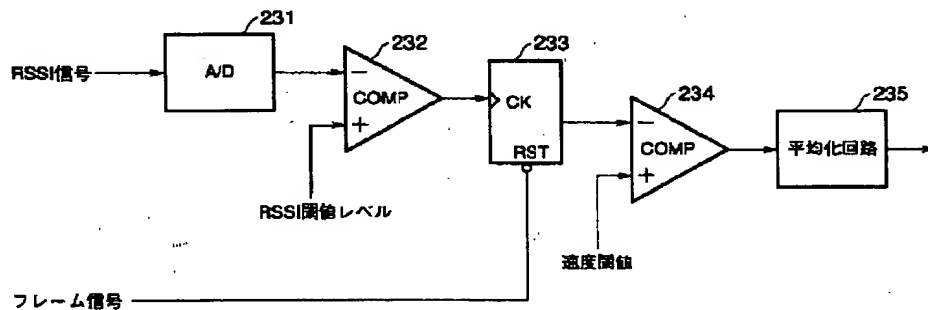 231
232
233
234
235
RSSI信号
A/D
−
COMP
+
CK
RST
−
COMP
+
平均化回路
RSSI閾値レベル
速度閾値
フレーム信号